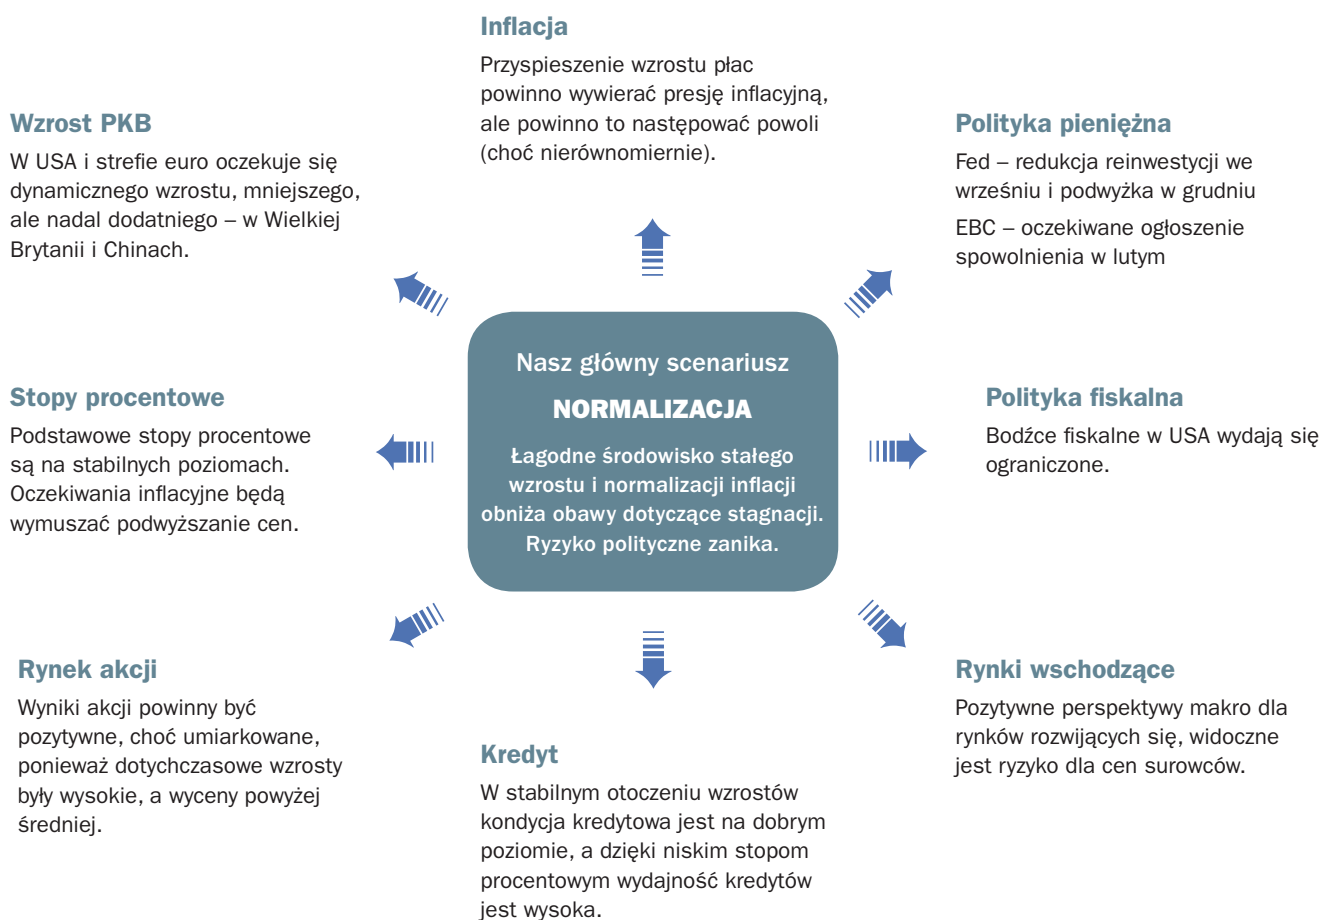 Inflacja
Przyspieszenie wzrostu płac
powinno wywierać presję inflacyjną,
ale powinno to następować powoli
(choć nierównomiernie).
Wzrost PKB
W USA i strefie euro oczekuje się
dynamicznego wzrostu, mniejszego,
ale nadal dodatniego – w Wielkiej
Brytanii i Chinach.
Polityka pieniężna
Fed – redukcja reinwestycji we
wrześniu i podwyżka w grudniu
EBC – oczekiwane ogłoszenie
spowolnienia w lutym
Nasz główny scenariusz
NORMALIZACJA
Łagodne środowisko stałego
wzrostu i normalizacji inflacji
obniża obawy dotyczące stagnacji.
Ryzyko polityczne zanika.
Stopy procentowe
Podstawowe stopy procentowe
są na stabilnych poziomach.
Oczekiwania inflacyjne będą
wymuszać podwyższanie cen.
Polityka fiskalna
Bodźce fiskalne w USA wydają się
ograniczone.
Rynek akcji
Wyniki akcji powinny być
pozytywne, choć umiarkowane,
ponieważ dotychczasowe wzrosty
były wysokie, a wyceny powyżej
średniej.
Kredyt
W stabilnym otoczeniu wzrostów
kondycja kredytowa jest na dobrym
poziomie, a dzięki niskim stopom
procentowym wydajność kredytów
jest wysoka.
Rynki wschodzące
Pozytywne perspektywy makro dla
rynków rozwijających się, widoczne
jest ryzyko dla cen surowców.